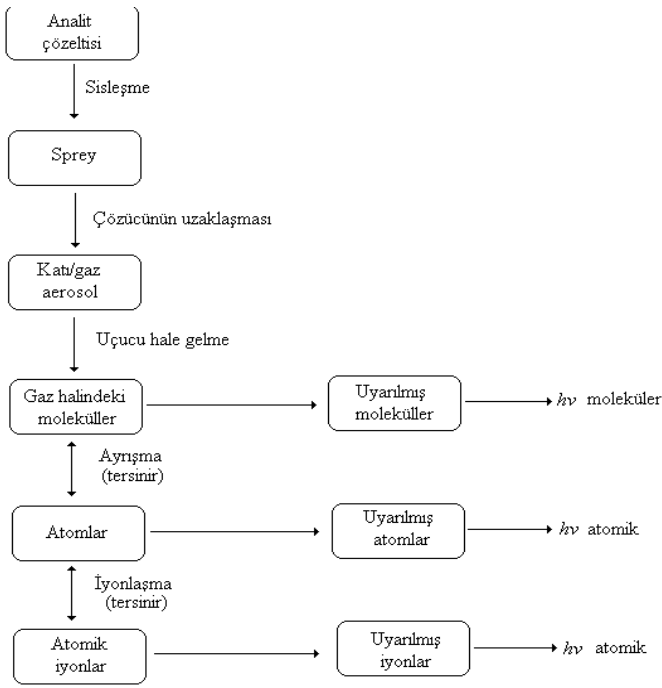 Analit
çözeltisi
Sisleşme
Sprey
Çözücünün uzaklaşması
Katı/gaz
aerosol
Uçucu hale gelme
Gaz halindeki
moleküller
Uyarılmış
moleküller
hν moleküler
Ayrışma
(tersinir)
Atomlar
Uyarılmış
atomlar
hν atomik
İyonlaşma
(tersinir)
Atomik
iyonlar
Uyarılmış
iyonlar
hν atomik